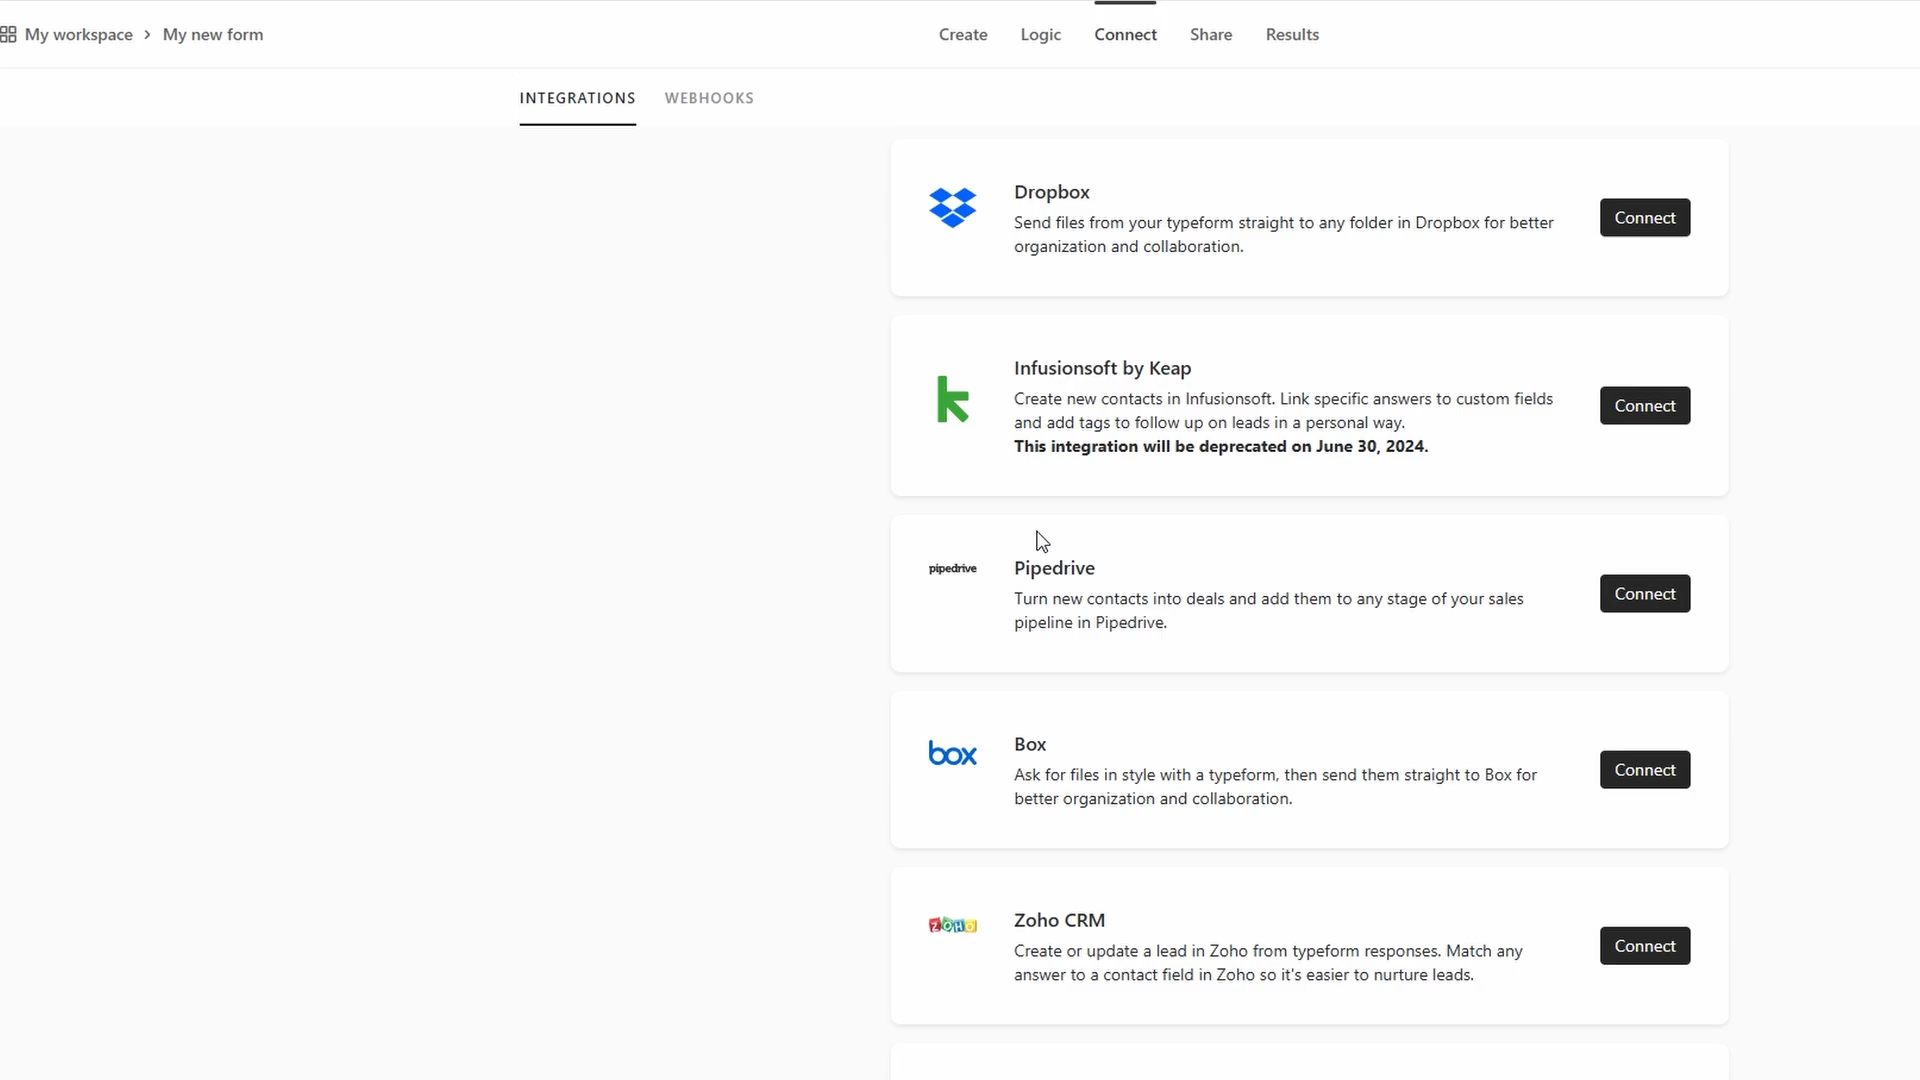 My workspace › My new form
Create Logic Connect Share Results
INTEGRATIONS WEBHOOKS
Dropbox
Send files from your typeform straight to any folder in Dropbox for better
organization and collaboration.
Connect
Infusionsoft by Keap
Create new contacts in Infusionsoft. Link specific answers to custom fields
and add tags to follow up on leads in a personal way.
This integration will be deprecated on June 30, 2024.
Connect
pipedrive
Pipedrive
Turn new contacts into deals and add them to any stage of your sales
pipeline in Pipedrive.
Connect
box
Box
Ask for files in style with a typeform, then send them straight to Box for
better organization and collaboration.
Connect
ZOHO
Zoho CRM
Create or update a lead in Zoho from typeform responses. Match any
answer to a contact field in Zoho so it's easier to nurture leads.
Connect